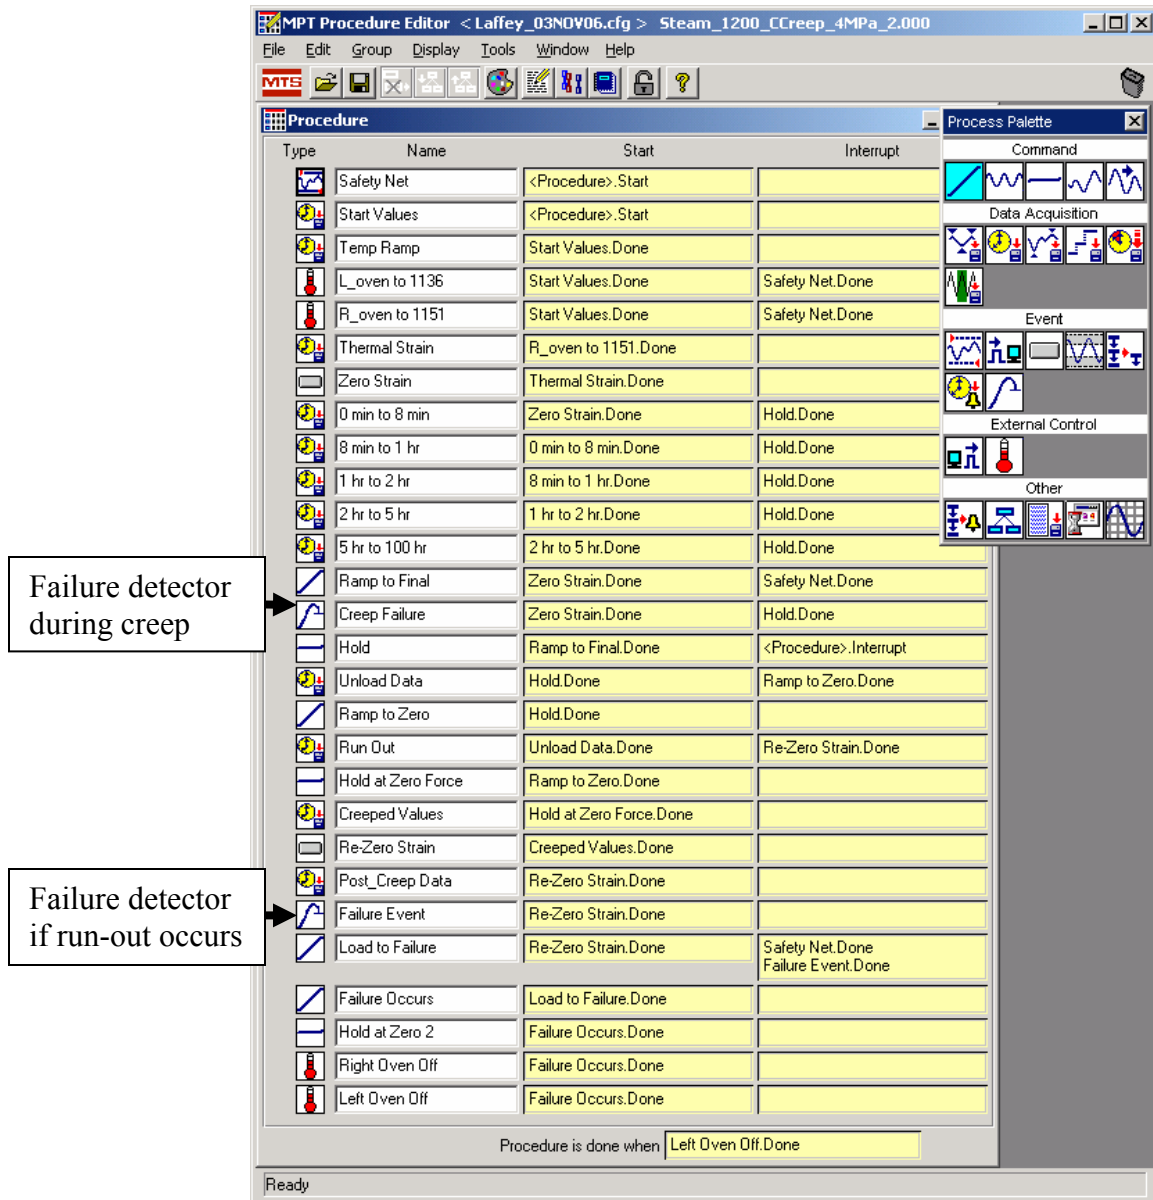 MPT Procedure Editor < Laffey_03NOV06.cfg > Steam_1200_CCreep_4MPa_2.000
File Edit Group Display Tools Window Help
MTS
Procedure
Type Name Start Interrupt
Safety Net <Procedure>.Start
Start Values <Procedure>.Start
Temp Ramp Start Values.Done
L_oven to 1136 Start Values.Done Safety Net.Done
R_oven to 1151 Start Values.Done Safety Net.Done
Thermal Strain R_oven to 1151.Done
Zero Strain Thermal Strain.Done
0 min to 8 min Zero Strain.Done Hold.Done
8 min to 1 hr 0 min to 8 min.Done Hold.Done
1 hr to 2 hr 8 min to 1 hr.Done Hold.Done
2 hr to 5 hr 1 hr to 2 hr.Done Hold.Done
5 hr to 100 hr 2 hr to 5 hr.Done Hold.Done
Ramp to Final Zero Strain.Done Safety Net.Done
Creep Failure Zero Strain.Done Hold.Done
Hold Ramp to Final.Done <Procedure>.Interrupt
Unload Data Hold.Done Ramp to Zero.Done
Ramp to Zero Hold.Done
Run Out Unload Data.Done Re-Zero Strain.Done
Hold at Zero Force Ramp to Zero.Done
Creeped Values Hold at Zero Force.Done
Re-Zero Strain Creeped Values.Done
Post_Creep Data Re-Zero Strain.Done
Failure Event Re-Zero Strain.Done
Load to Failure Re-Zero Strain.Done Safety Net.Done
Failure Event.Done
Failure Occurs Load to Failure.Done
Hold at Zero 2 Failure Occurs.Done
Right Oven Off Failure Occurs.Done
Left Oven Off Failure Occurs.Done
Procedure is done when Left Oven Off.Done
Ready
Process Palette
Command
Data Acquisition
Event
External Control
Other
Failure detector
during creep
Failure detector
if run-out occurs